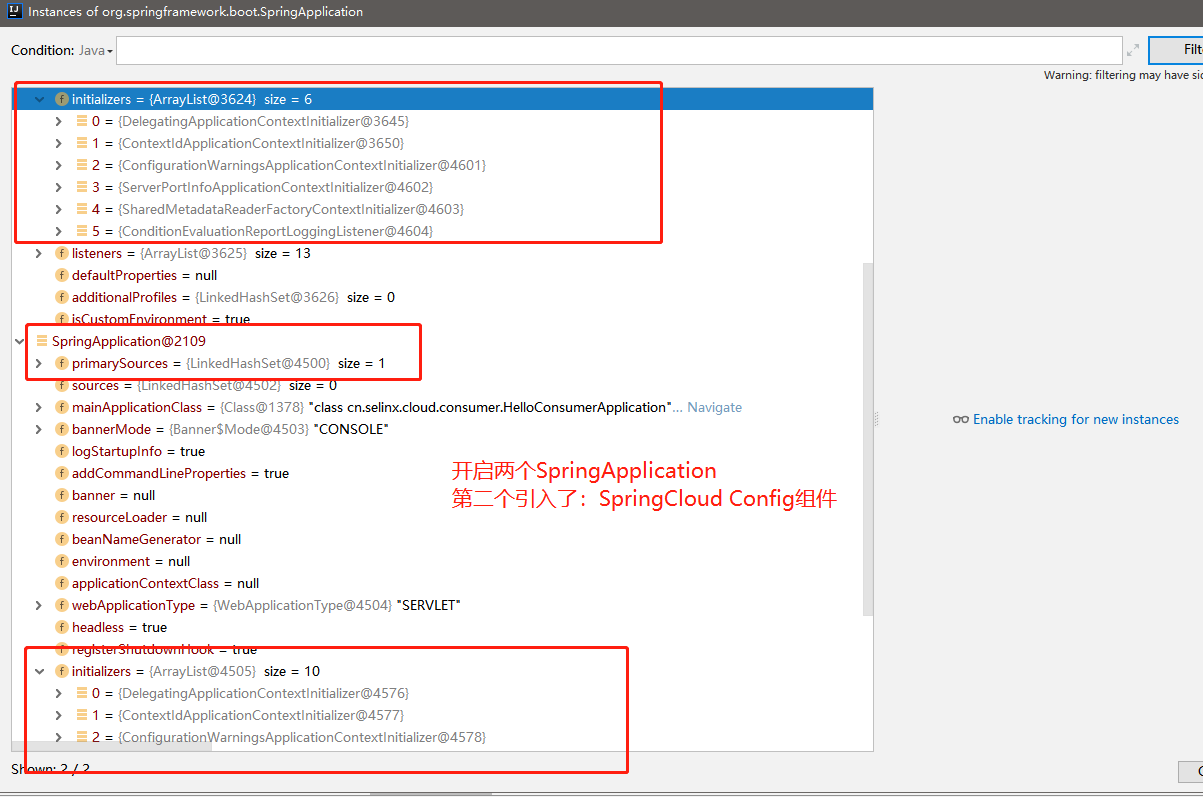 Instances of org.springframework.boot.SpringApplication
Condition: Java
Filt
Warning: filtering may have sid
initializers = {ArrayList@3624} size = 6
0 = {DelegatingApplicationContextInitializer@3645}
1 = {ContextIdApplicationContextInitializer@3650}
2 = {ConfigurationWarningsApplicationContextInitializer@4601}
3 = {ServerPortInfoApplicationContextInitializer@4602}
4 = {SharedMetadataReaderFactoryContextInitializer@4603}
5 = {ConditionEvaluationReportLoggingListener@4604}
listeners = {ArrayList@3625} size = 13
defaultProperties = null
additionalProfiles = {LinkedHashSet@3626} size = 0
isCustomEnvironment = true
SpringApplication@2109
primarySources = {LinkedHashSet@4500} size = 1
sources = {LinkedHashSet@4502} size = 0
mainApplicationClass = {Class@1378} "class cn.selinx.cloud.consumer.HelloConsumerApplication"... Navigate
Enable tracking for new instances
bannerMode = {Banner$Mode@4503} "CONSOLE"
logStartupInfo = true
addCommandLineProperties = true
开启两个SpringApplication
banner = null
第二个引入了：SpringCloud Config组件
resourceLoader = null
beanNameGenerator = null
environment = null
applicationContextClass = null
webApplicationType = {WebApplicationType@4504} "SERVLET"
headless = true
registerShutdownHook = true
initializers = {ArrayList@4505} size = 10
0 = {DelegatingApplicationContextInitializer@4576}
1 = {ContextIdApplicationContextInitializer@4577}
2 = {ConfigurationWarningsApplicationContextInitializer@4578}
Shown: 2 / 2